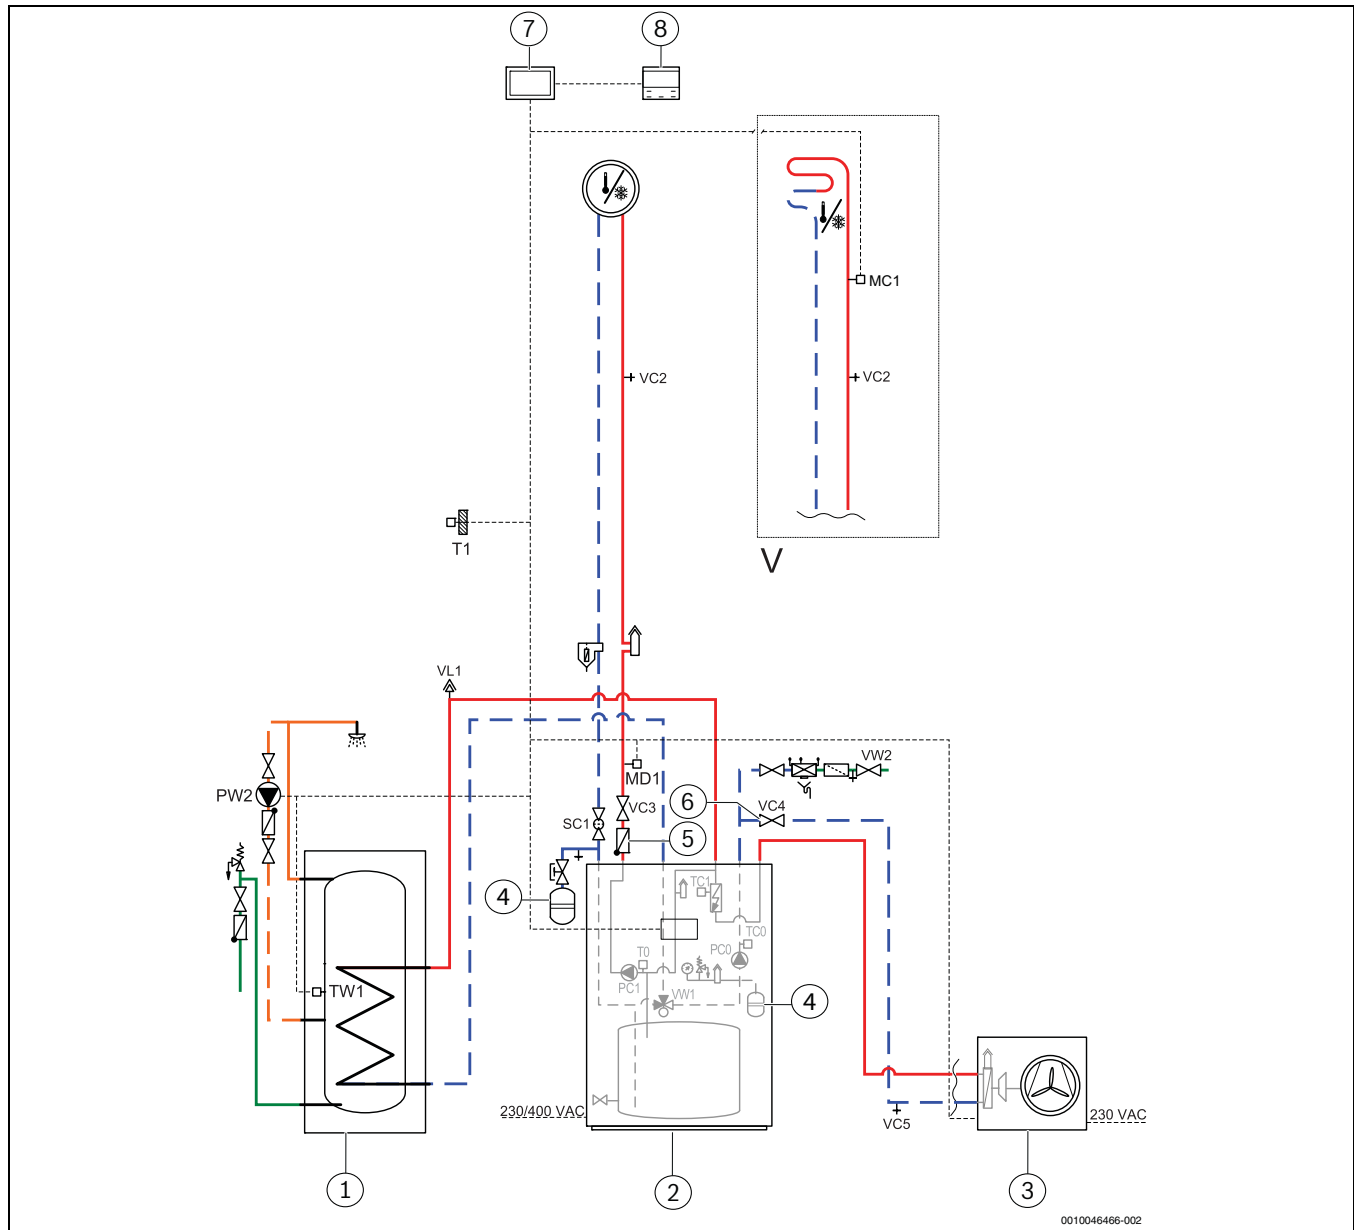 7
8
MC1
VC2
VC2
T1
V
VL1
MD1
VW2
PW2
6
VC4
VC3
SC1
5
4
TC1
TC0
T0
PC0
PC1
VW1
4
TW1
230/400 VAC
VC5
230 VAC
1
2
3
0010046466-002